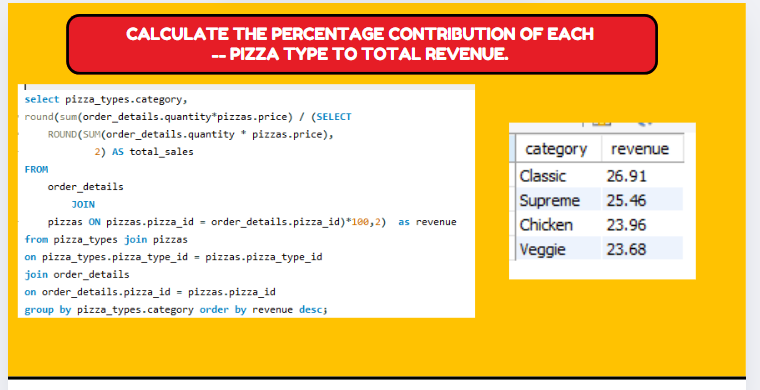 CALCULATE THE PERCENTAGE CONTRIBUTION OF EACH
-- PIZZA TYPE TO TOTAL REVENUE.
select pizza_types.category,
round(sum(order_details.quantity*pizzas.price) / (SELECT
ROUND(SUM(order_details.quantity * pizzas.price),
2) AS total_sales
FROM
order_details
JOIN
pizzas ON pizzas.pizza_id = order_details.pizza_id)*100,2) as revenue
from pizza_types join pizzas
on pizza_types.pizza_type_id = pizzas.pizza_type_id
join order_details
on order_details.pizza_id = pizzas.pizza_id
group by pizza_types.category order by revenue desc;
category revenue
Classic 26.91
Supreme 25.46
Chicken 23.96
Veggie 23.68